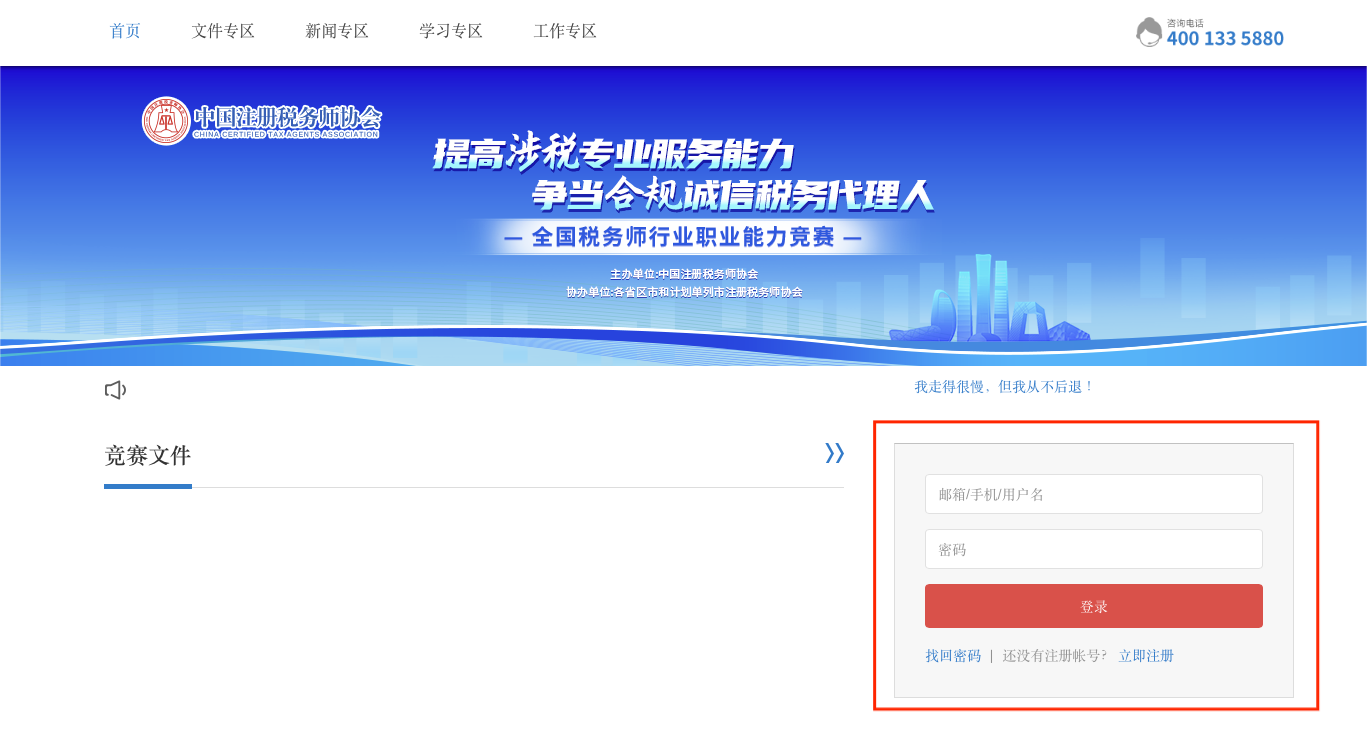 首页 文件专区 新闻专区 学习专区 工作专区
咨询电话
400 133 5880
中国注册税务师协会
CHINA CERTIFIED TAX AGENTS ASSOCIATION
提高涉税专业服务能力
争当合规诚信税务代理人
— 全国税务师行业职业能力竞赛 —
主办单位:中国注册税务师协会
协办单位:各省区市和计划单列市注册税务师协会
我走得很慢，但我从不后退！
竞赛文件
邮箱/手机/用户名
密码
登录
找回密码 | 还没有注册帐号？ 立即注册